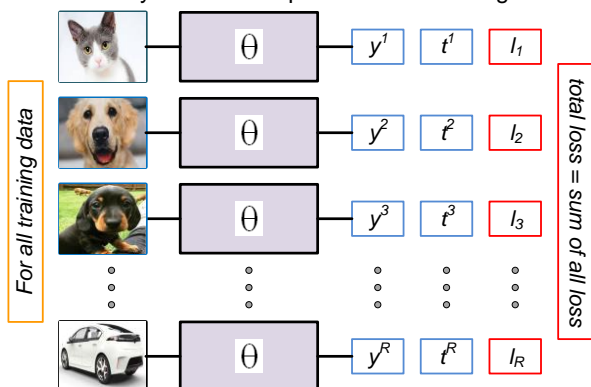 θ y¹ t¹ l₁
θ y² t² l₂
θ y³ t³ l₃
θ yᴿ tᴿ l_R
For all training data
total loss = sum of all loss